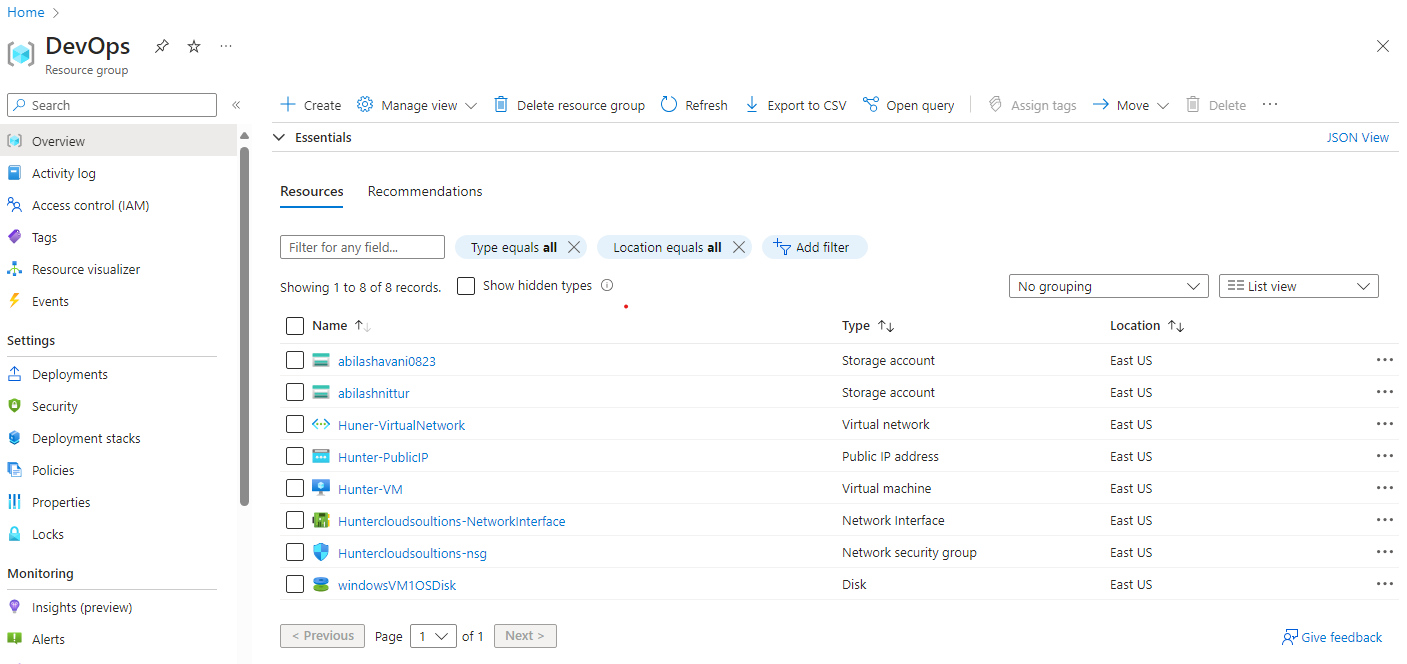 Home >
DevOps ...
Resource group
Search «
Overview
Activity log
Access control (IAM)
Tags
Resource visualizer
Events
Settings
Deployments
Security
Deployment stacks
Policies
Properties
Locks
Monitoring
Insights (preview)
Alerts
Create Manage view Delete resource group Refresh Export to CSV Open query Assign tags Move Delete ...
Essentials JSON View
Resources Recommendations
Filter for any field... Type equals all Location equals all Add filter
Showing 1 to 8 of 8 records. Show hidden types No grouping List view
Name Type Location
abilashavani0823 Storage account East US ...
abilashnittur Storage account East US ...
Huner-VirtualNetwork Virtual network East US ...
Hunter-PublicIP Public IP address East US ...
Hunter-VM Virtual machine East US ...
Huntercloudsoultions-NetworkInterface Network Interface East US ...
Huntercloudsoultions-nsg Network security group East US ...
windowsVM1OSDisk Disk East US ...
< Previous Page 1 of 1 Next > Give feedback